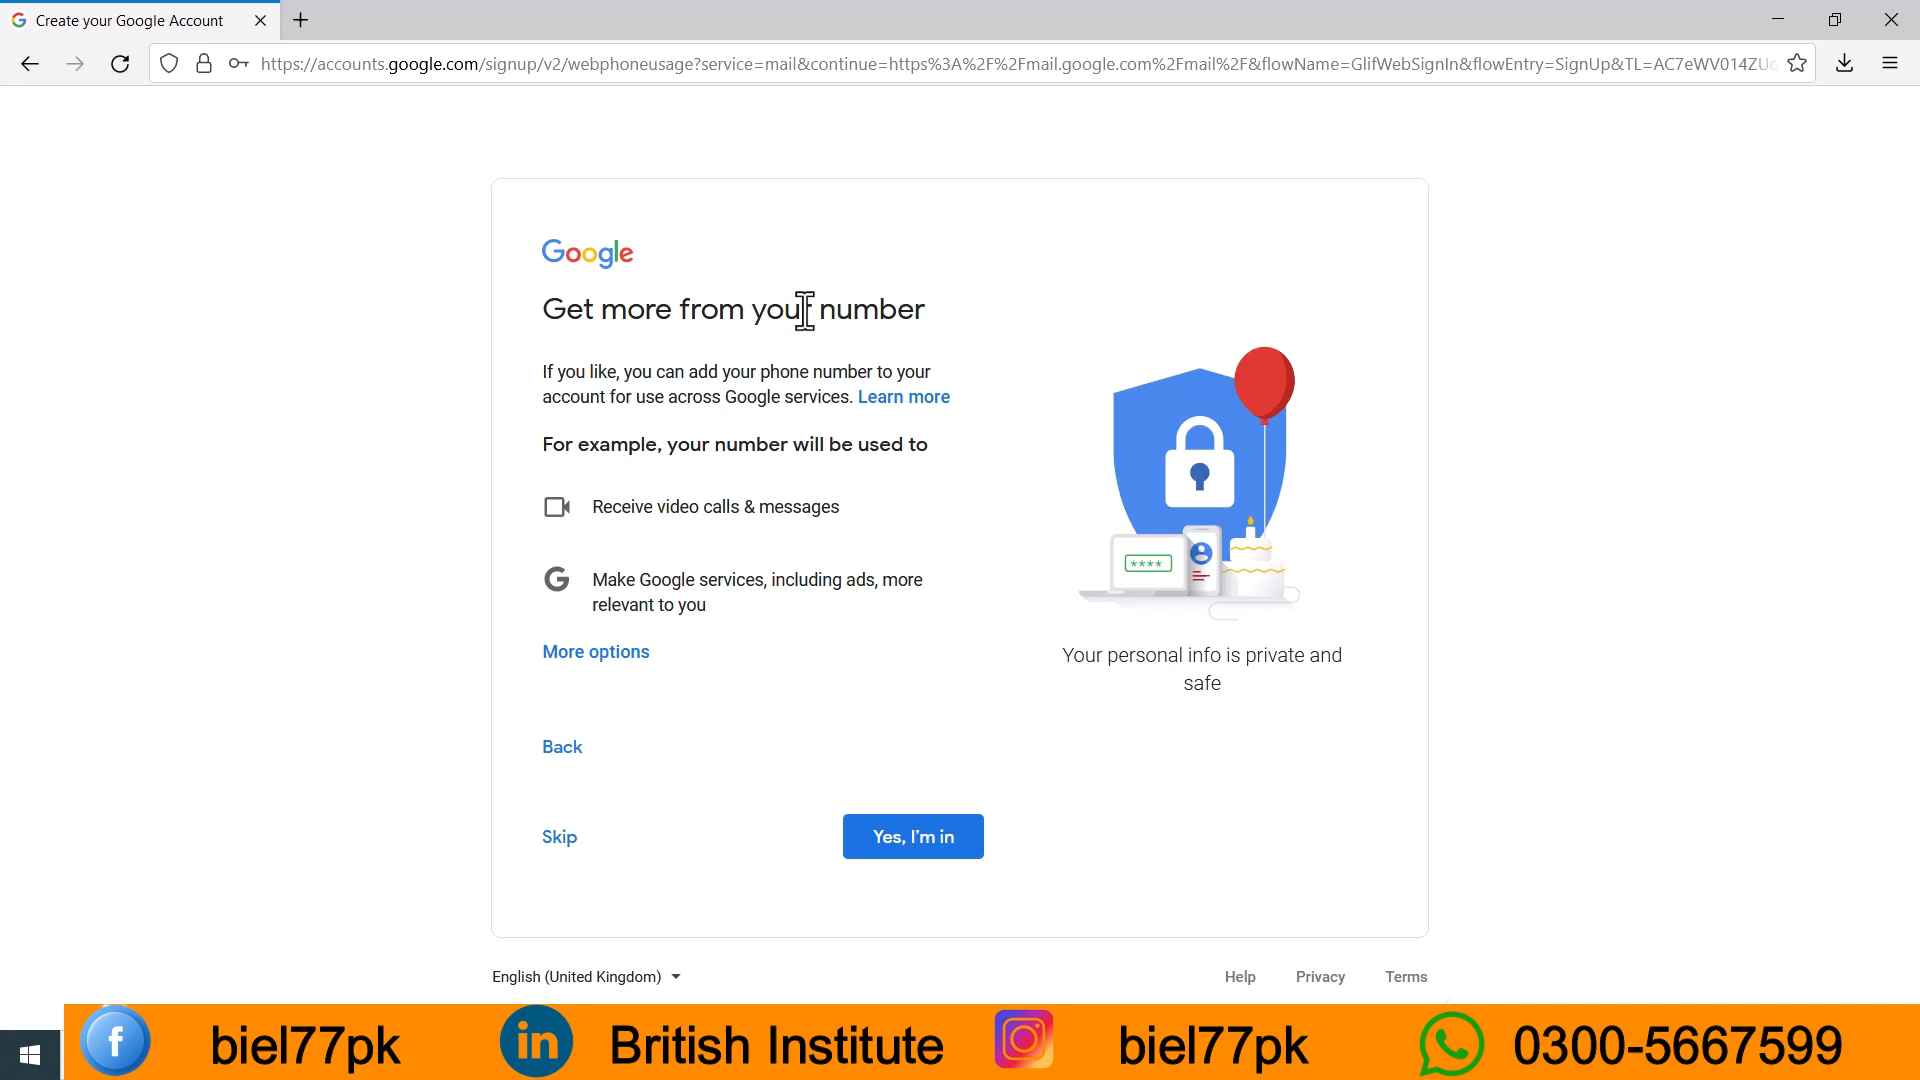 Create your Google Account
https://accounts.google.com/signup/v2/webphoneusage?service=mail&continue=https%3A%2F%2Fmail.google.com%2Fmail%2F&flowName=GlifWebSignIn&flowEntry=SignUp&TL=AC7eWV014ZU
Google
Get more from your number
If you like, you can add your phone number to your
account for use across Google services. Learn more
For example, your number will be used to
Receive video calls & messages
Make Google services, including ads, more
relevant to you
More options
****
Your personal info is private and
safe
Back
Skip
Yes, I'm in
English (United Kingdom)
Help Privacy Terms
biel77pk British Institute biel77pk 0300-5667599